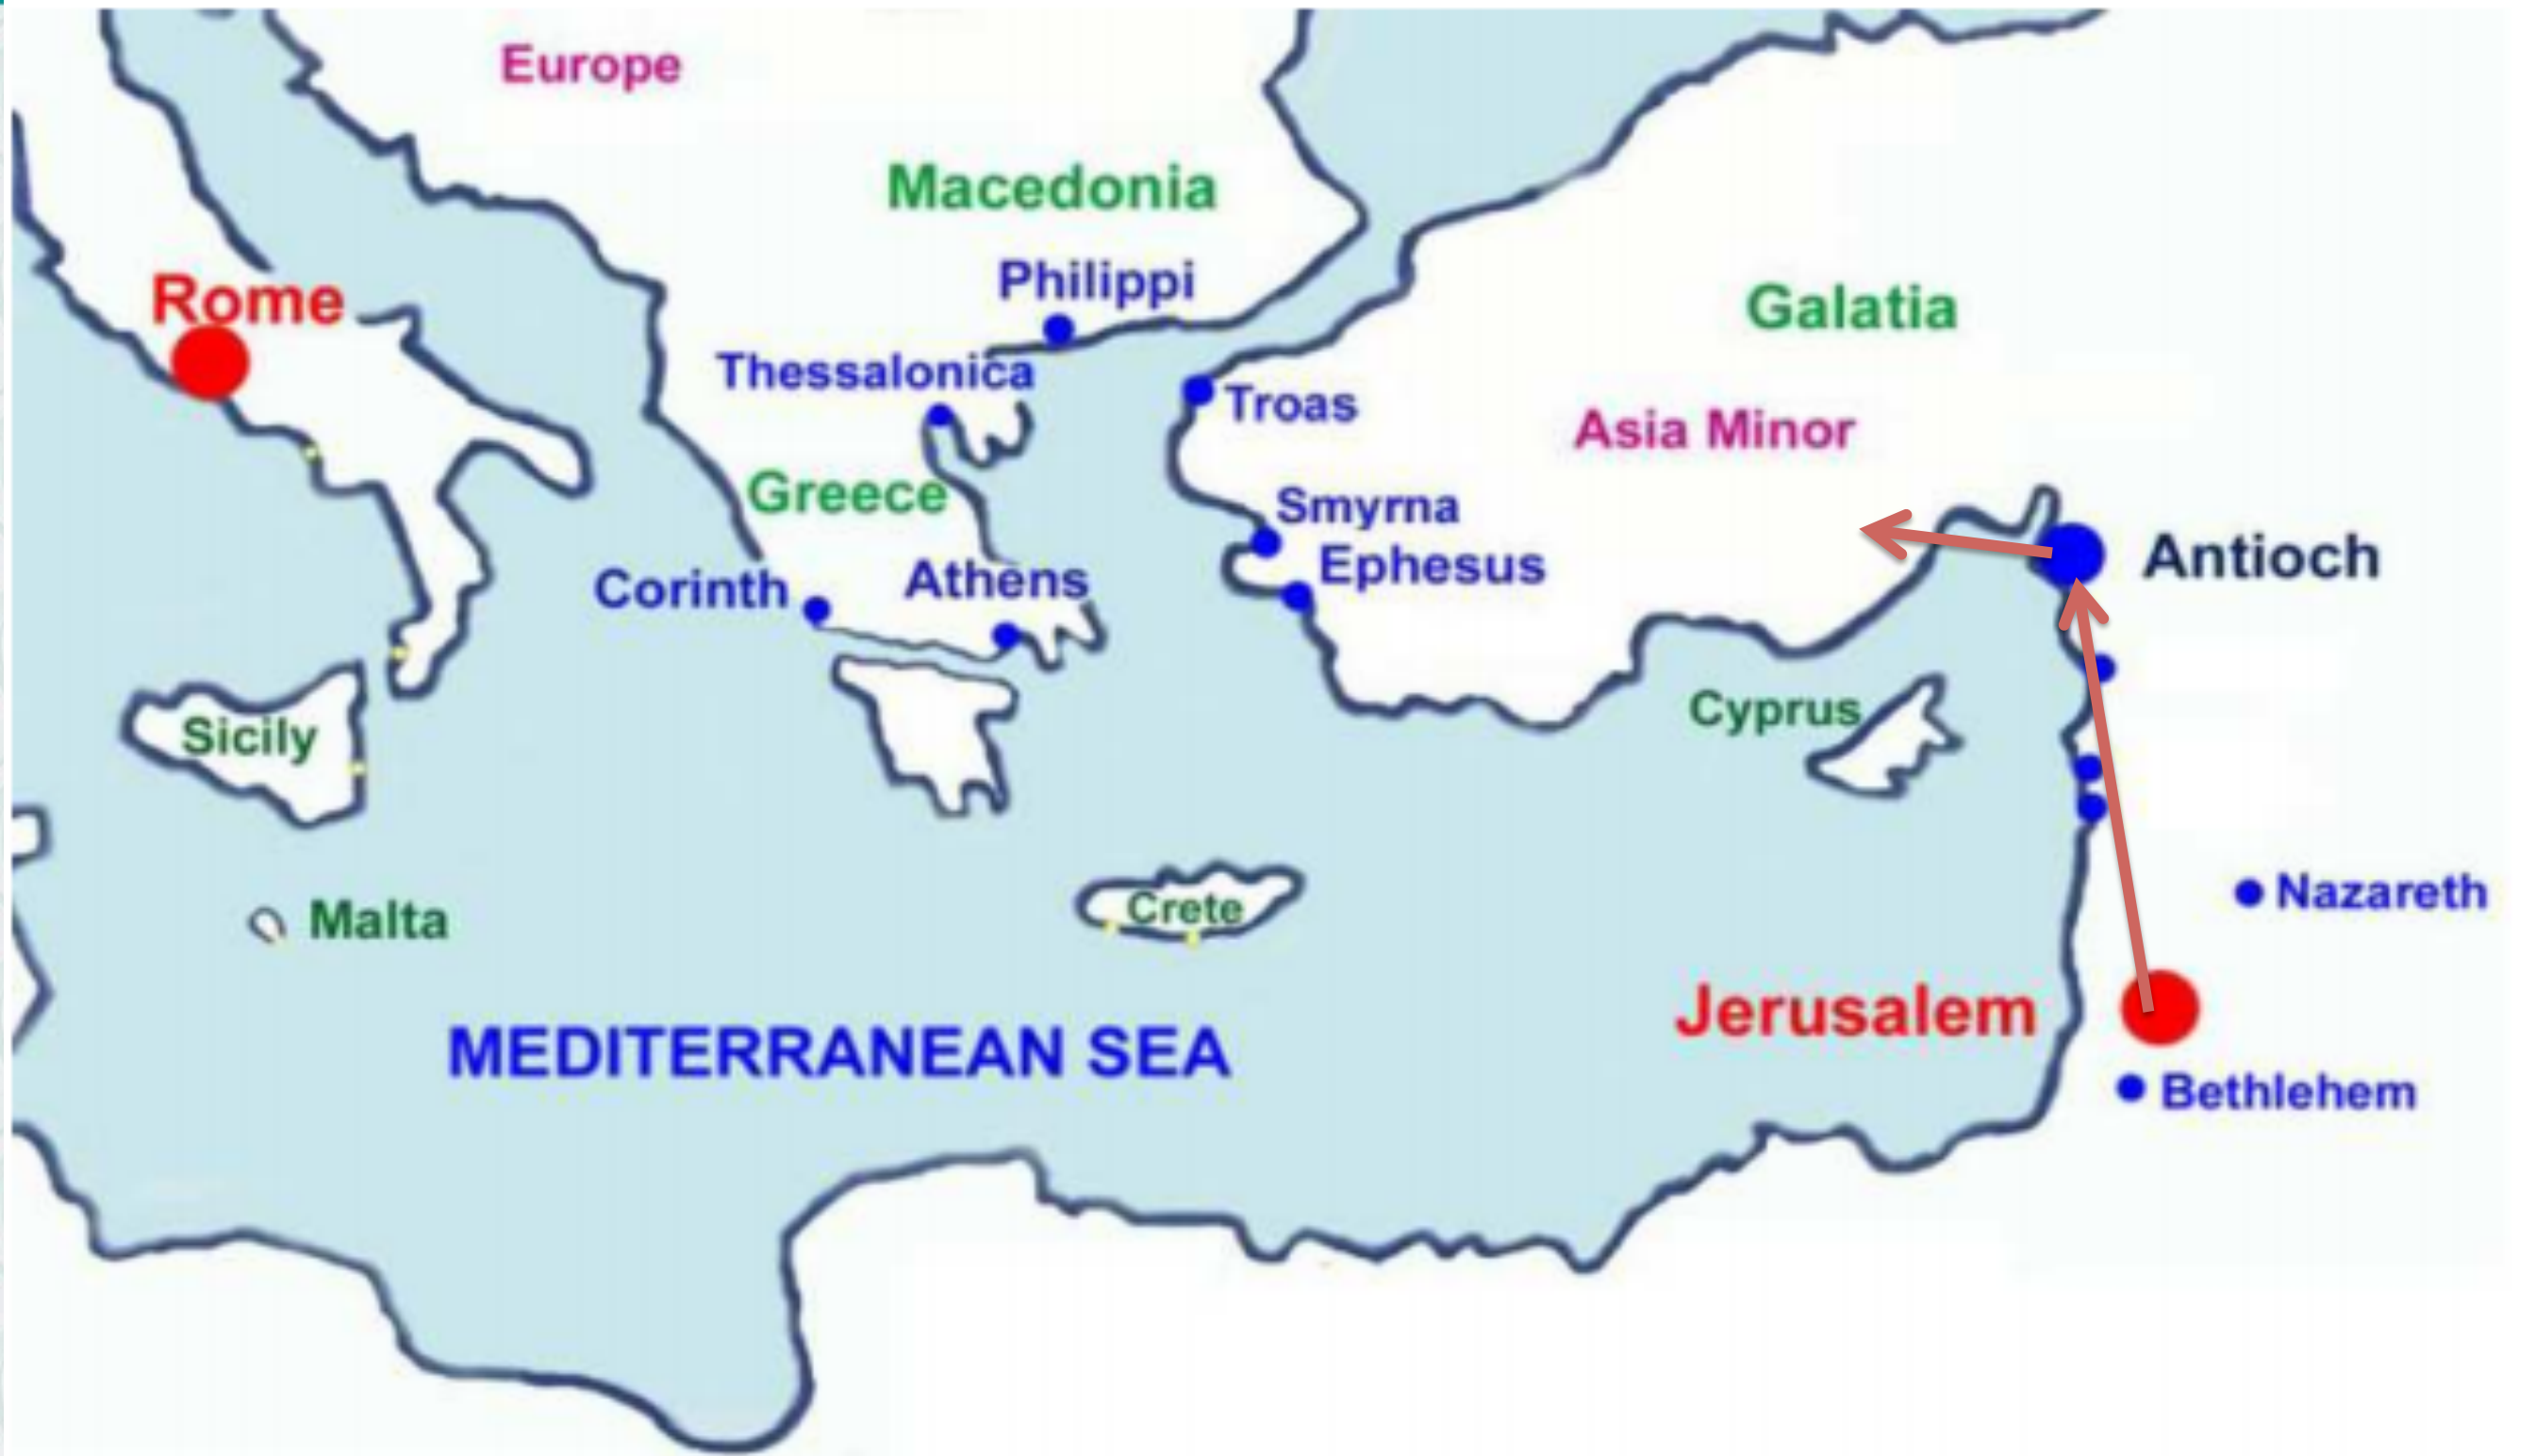 Europe
Macedonia
Philippi
Rome
Galatia
Thessalonica
Troas
Asia Minor
Greece
Smyrna
Antioch
Ephesus
Corinth
Athens
Cyprus
Sicily
Nazareth
Crete
Malta
Jerusalem
MEDITERRANEAN SEA
Bethlehem